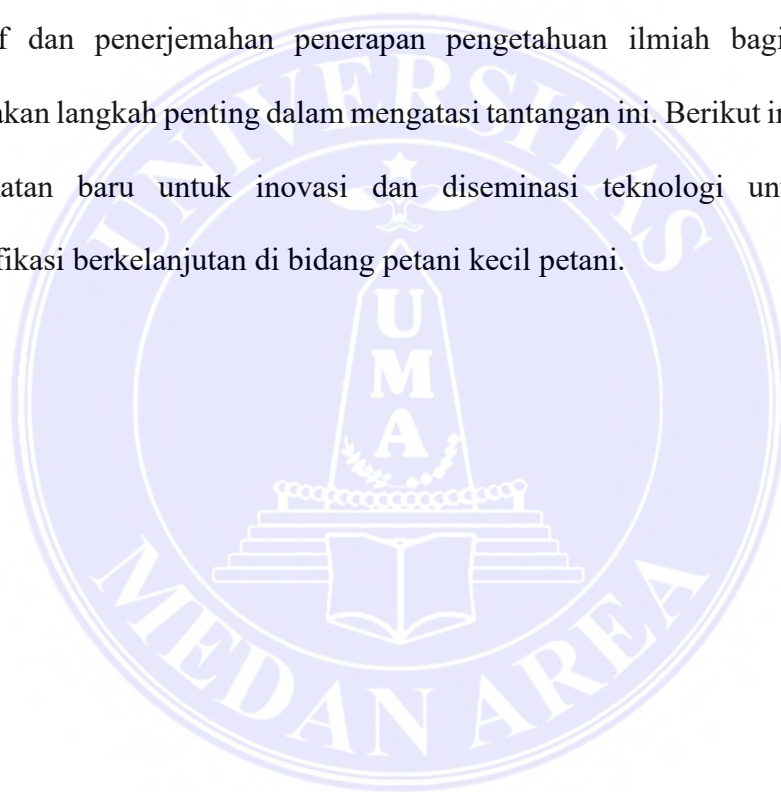 f dan penerjemahan penerapan pengetahuan ilmiah bagi
akan langkah penting dalam mengatasi tantangan ini. Berikut in
atan baru untuk inovasi dan diseminasi teknologi un
fikasi berkelanjutan di bidang petani kecil petani.
UNIVERSITAS
U
M
A
MEDAN AREA